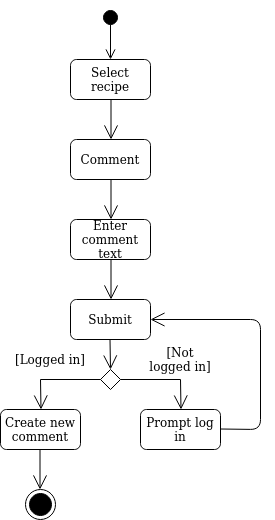 Select
recipe
Comment
Enter
comment
text
Submit
[Logged in]
[Not
logged in]
Create new
comment
Prompt log
in